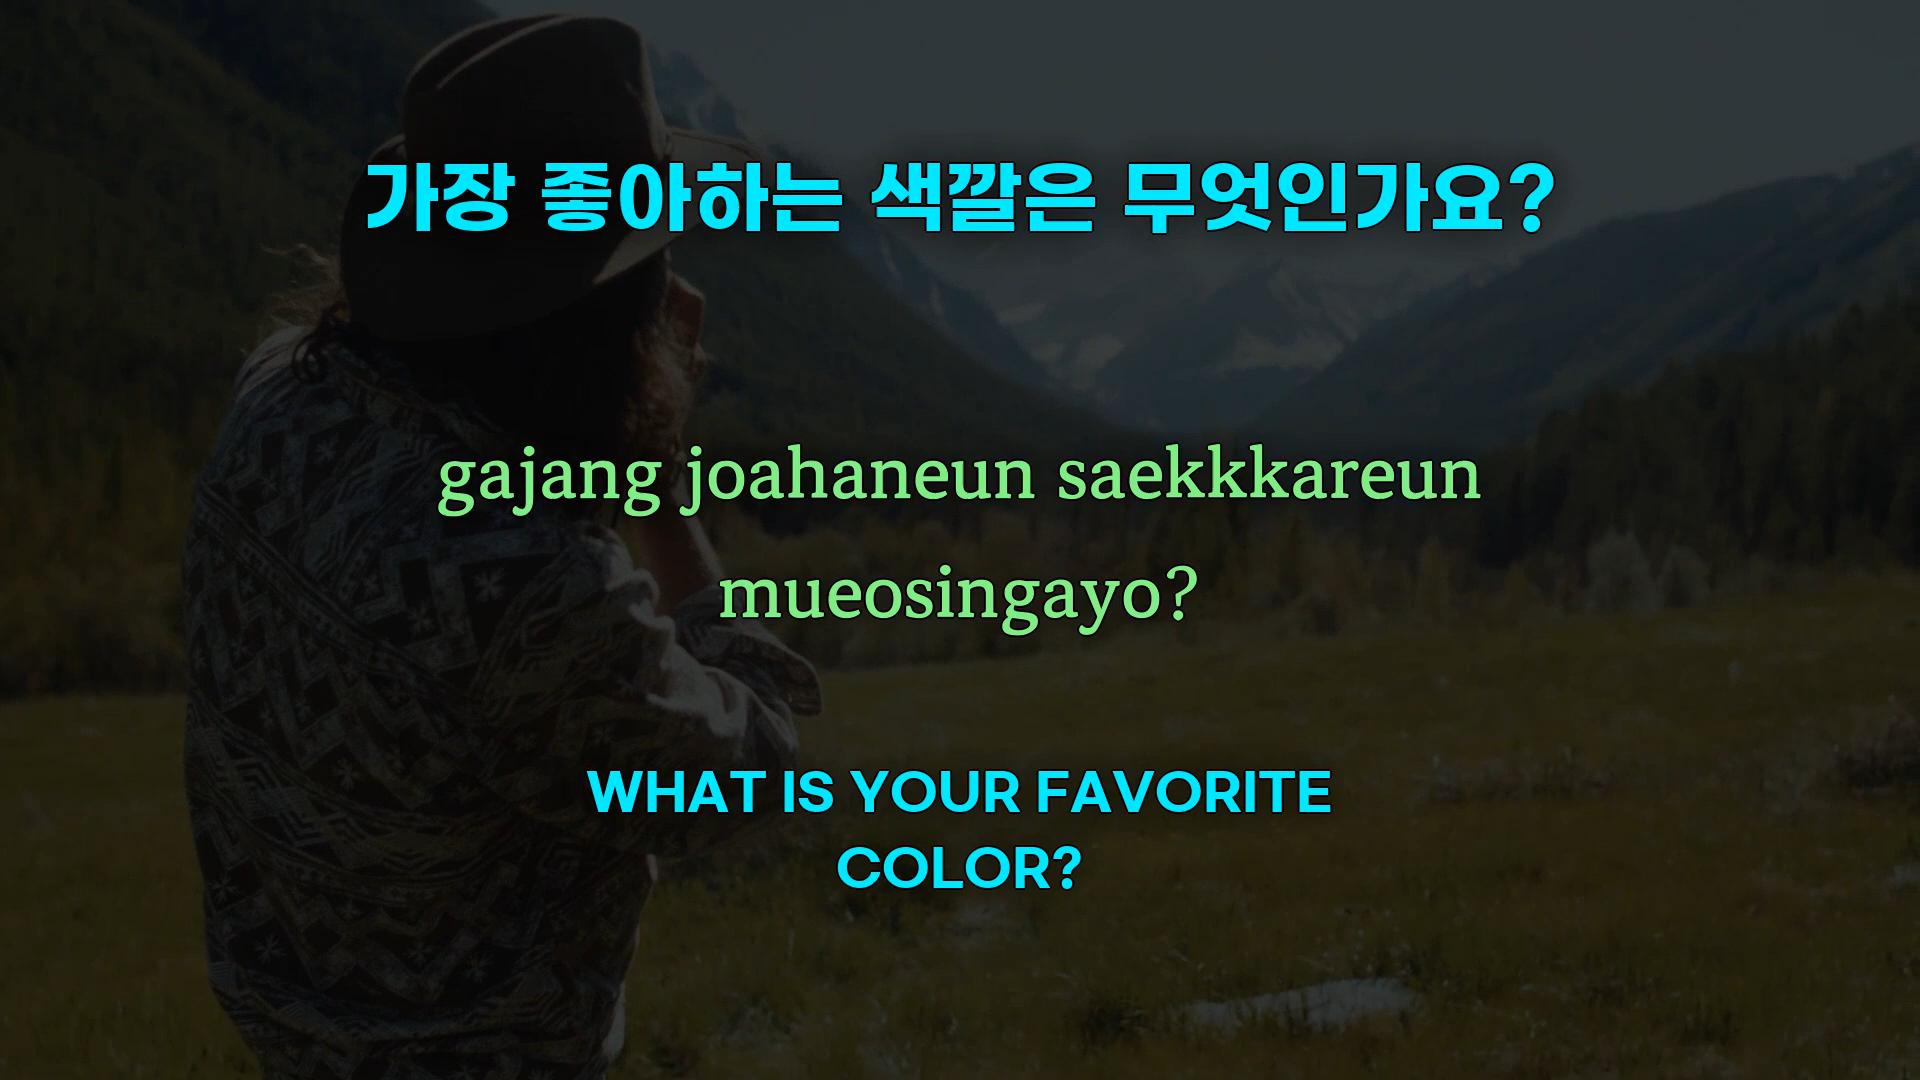 가장 좋아하는 색깔은 무엇인가요?
gajang joahaneun saekkkareun
mueosingayo?
WHAT IS YOUR FAVORITE
COLOR?